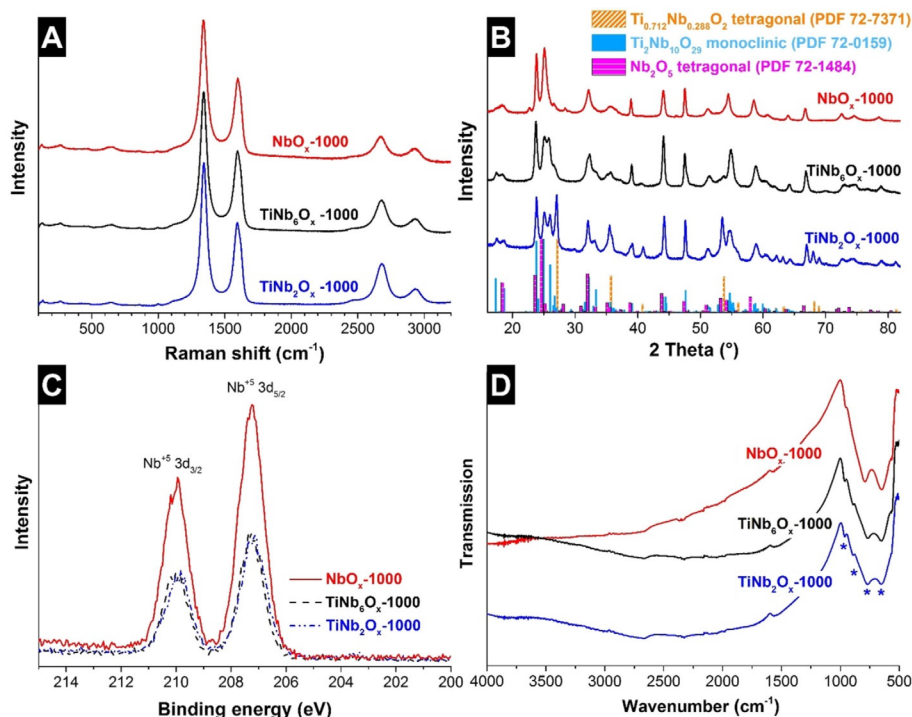 A
Intensity
NbOₓ-1000
TiNb₆Oₓ -1000
TiNb₂Oₓ -1000
500 1000 1500 2000 2500 3000
Raman shift (cm⁻¹)
B
Ti₀.₇₁₂Nb₀.₂₈₈O₂ tetragonal (PDF 72-7371)
Ti₂Nb₁₀O₂₉ monoclinic (PDF 72-0159)
Nb₂O₅ tetragonal (PDF 72-1484)
Intensity
NbOₓ-1000
TiNb₆Oₓ-1000
TiNb₂Oₓ-1000
20 30 40 50 60 70 80
2 Theta (°)
C
Intensity
Nb⁺⁵ 3d₃/₂
Nb⁺⁵ 3d₅/₂
NbOₓ-1000
TiNb₆Oₓ-1000
TiNb₂Oₓ-1000
214 212 210 208 206 204 202 200
Binding energy (eV)
D
Transmission
NbOₓ-1000
TiNb₆Oₓ-1000
TiNb₂Oₓ-1000
* * * *
4000 3500 3000 2500 2000 1500 1000 500
Wavenumber (cm⁻¹)